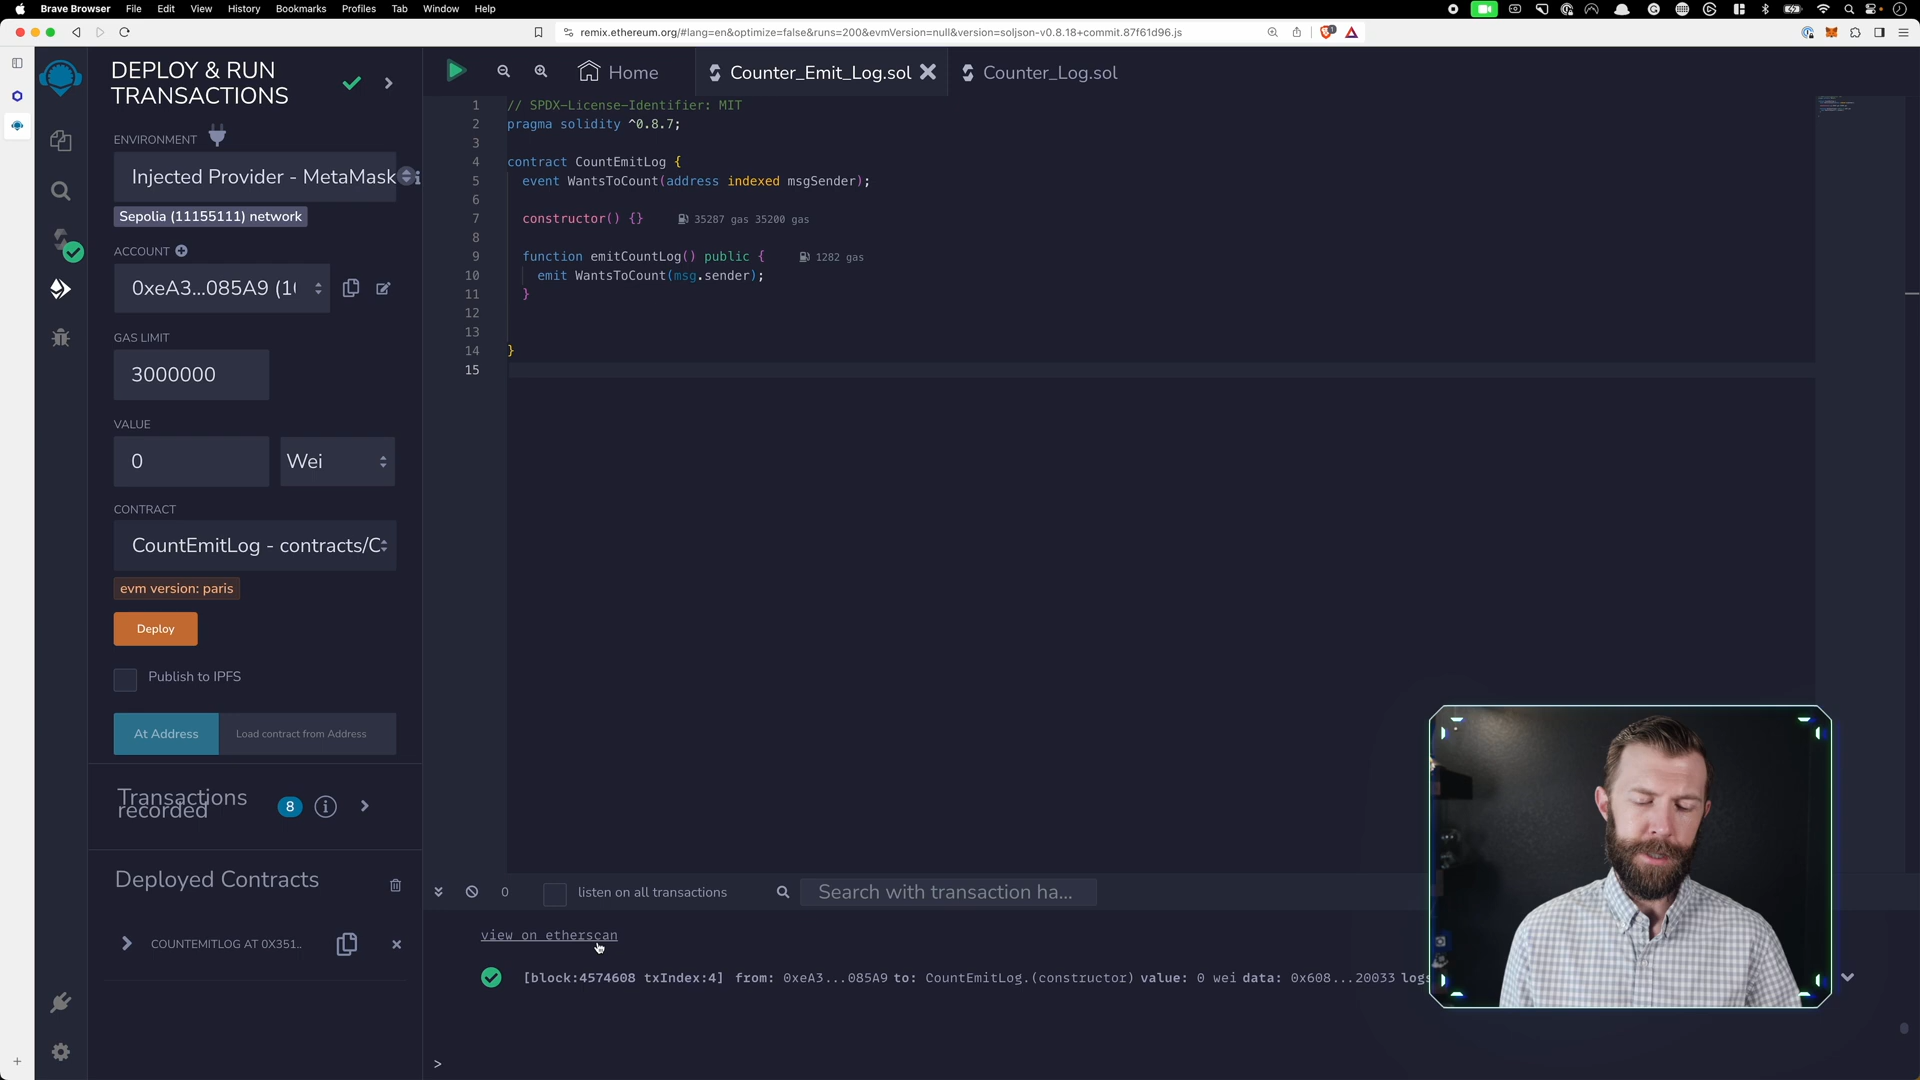 Brave Browser File Edit View History Bookmarks Profiles Tab Window Help
remix.ethereum.org/#lang=en&optimize=false&runs=200&evmVersion=null&version=soljson-v0.8.18+commit.87f61d96.js
DEPLOY & RUN
TRANSACTIONS
ENVIRONMENT
Injected Provider - MetaMask
Sepolia (11155111) network
ACCOUNT
0xeA3...085A9 (1
GAS LIMIT
3000000
VALUE
0
Wei
CONTRACT
CountEmitLog - contracts/C
evm version: paris
Deploy
Publish to IPFS
At Address
Load contract from Address
Transactions
recorded
8
Deployed Contracts
COUNTEMITLOG AT 0X351..
Home
Counter_Emit_Log.sol
Counter_Log.sol
1 // SPDX-License-Identifier: MIT
2 pragma solidity ^0.8.7;
3
4 contract CountEmitLog {
5 event WantsToCount(address indexed msgSender);
6
7 constructor() {} 35287 gas 35200 gas
8
9 function emitCountLog() public { 1282 gas
10 emit WantsToCount(msg.sender);
11 }
12
13
14 }
15
0
listen on all transactions
Search with transaction ha...
view on etherscan
[block:4574608 txIndex:4] from: 0xeA3...085A9 to: CountEmitLog.(constructor) value: 0 wei data: 0x608...20033 logs
>